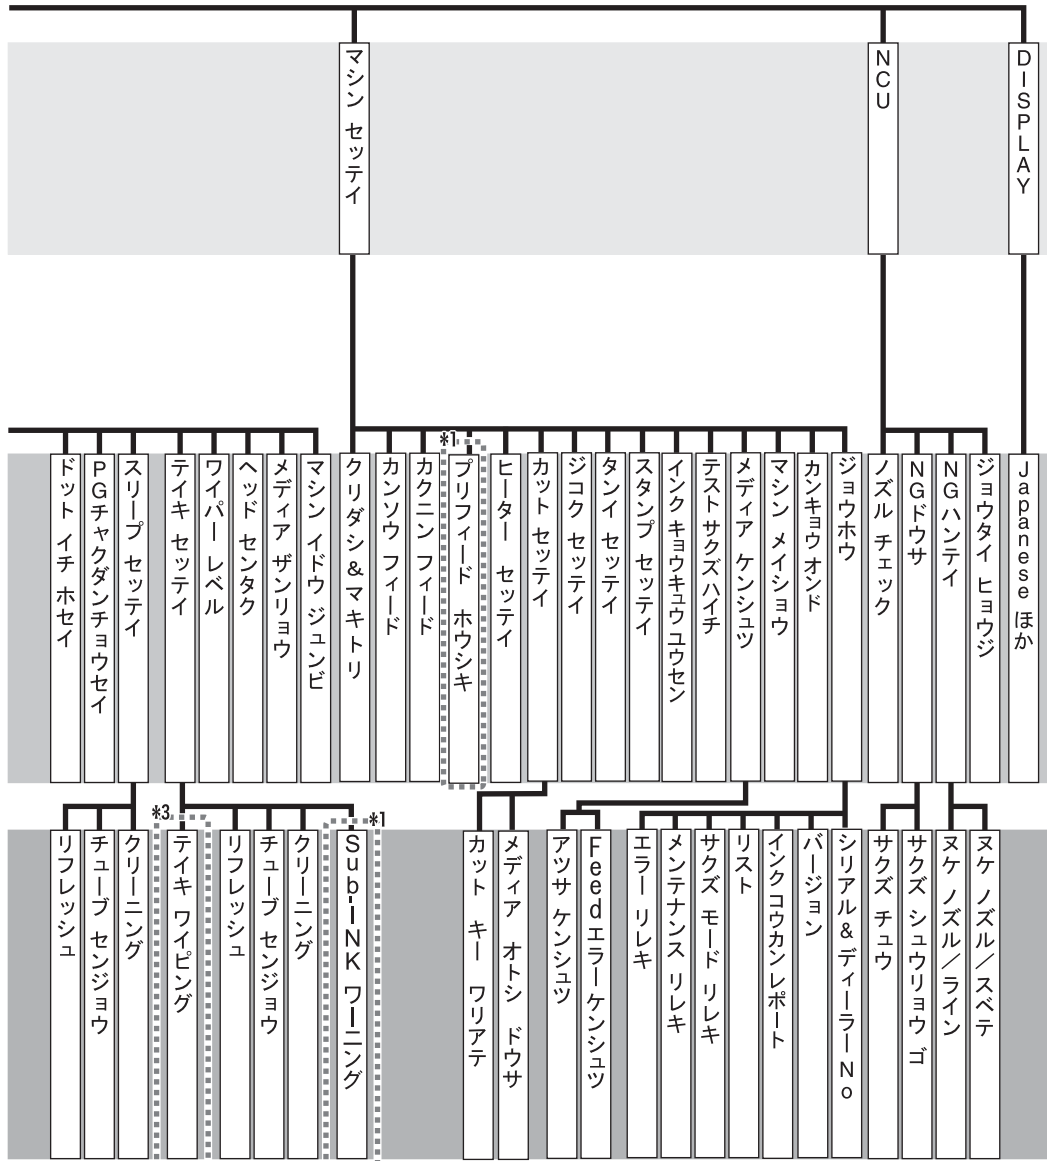 マシン セッテイ
NCU
DISPLAY
ドット イチ ホセイ
PGチャクダンチョウセイ
スリープ セッテイ
テイキ セッテイ
ワイパー レベル
ヘッド センタク
メディア ザンリョウ
マシン イドウ ジュンビ
クリダシ＆マキトリ
カンソウ フィード
カクニン フィード
*1
プリフィード ホウシキ
ヒーター セッテイ
カット セッテイ
ジコク セッテイ
タンイ セッテイ
スタンプ セッテイ
インク キョウキュウ ユウセン
テスト サクズ ハイチ
メディア ケンシュツ
マシン メイショウ
カンキョウ オンド
ジョウホウ
ノズル チェック
NGドウサ
NGハンテイ
ジョウタイ ヒョウジ
Japanese ほか
リフレッシュ
チューブ センジョウ
クリーニング
*3
テイキ ワイピング
リフレッシュ
チューブ センジョウ
クリーニング
*1
Sub-INK ワーニング
カット キー ワリアテ
メディア オトシ ドウサ
アツサ ケンシュツ
Feedエラーケンシュツ
エラー リレキ
メンテナンス リレキ
サクズ モード リレキ
リスト
インクコウカンレポート
バージョン
シリアル＆ディーラーNo
サクズ チュウ
サクズ シュウリョウ ゴ
ヌケ ノズル／ライン
ヌケ ノズル／スベテ